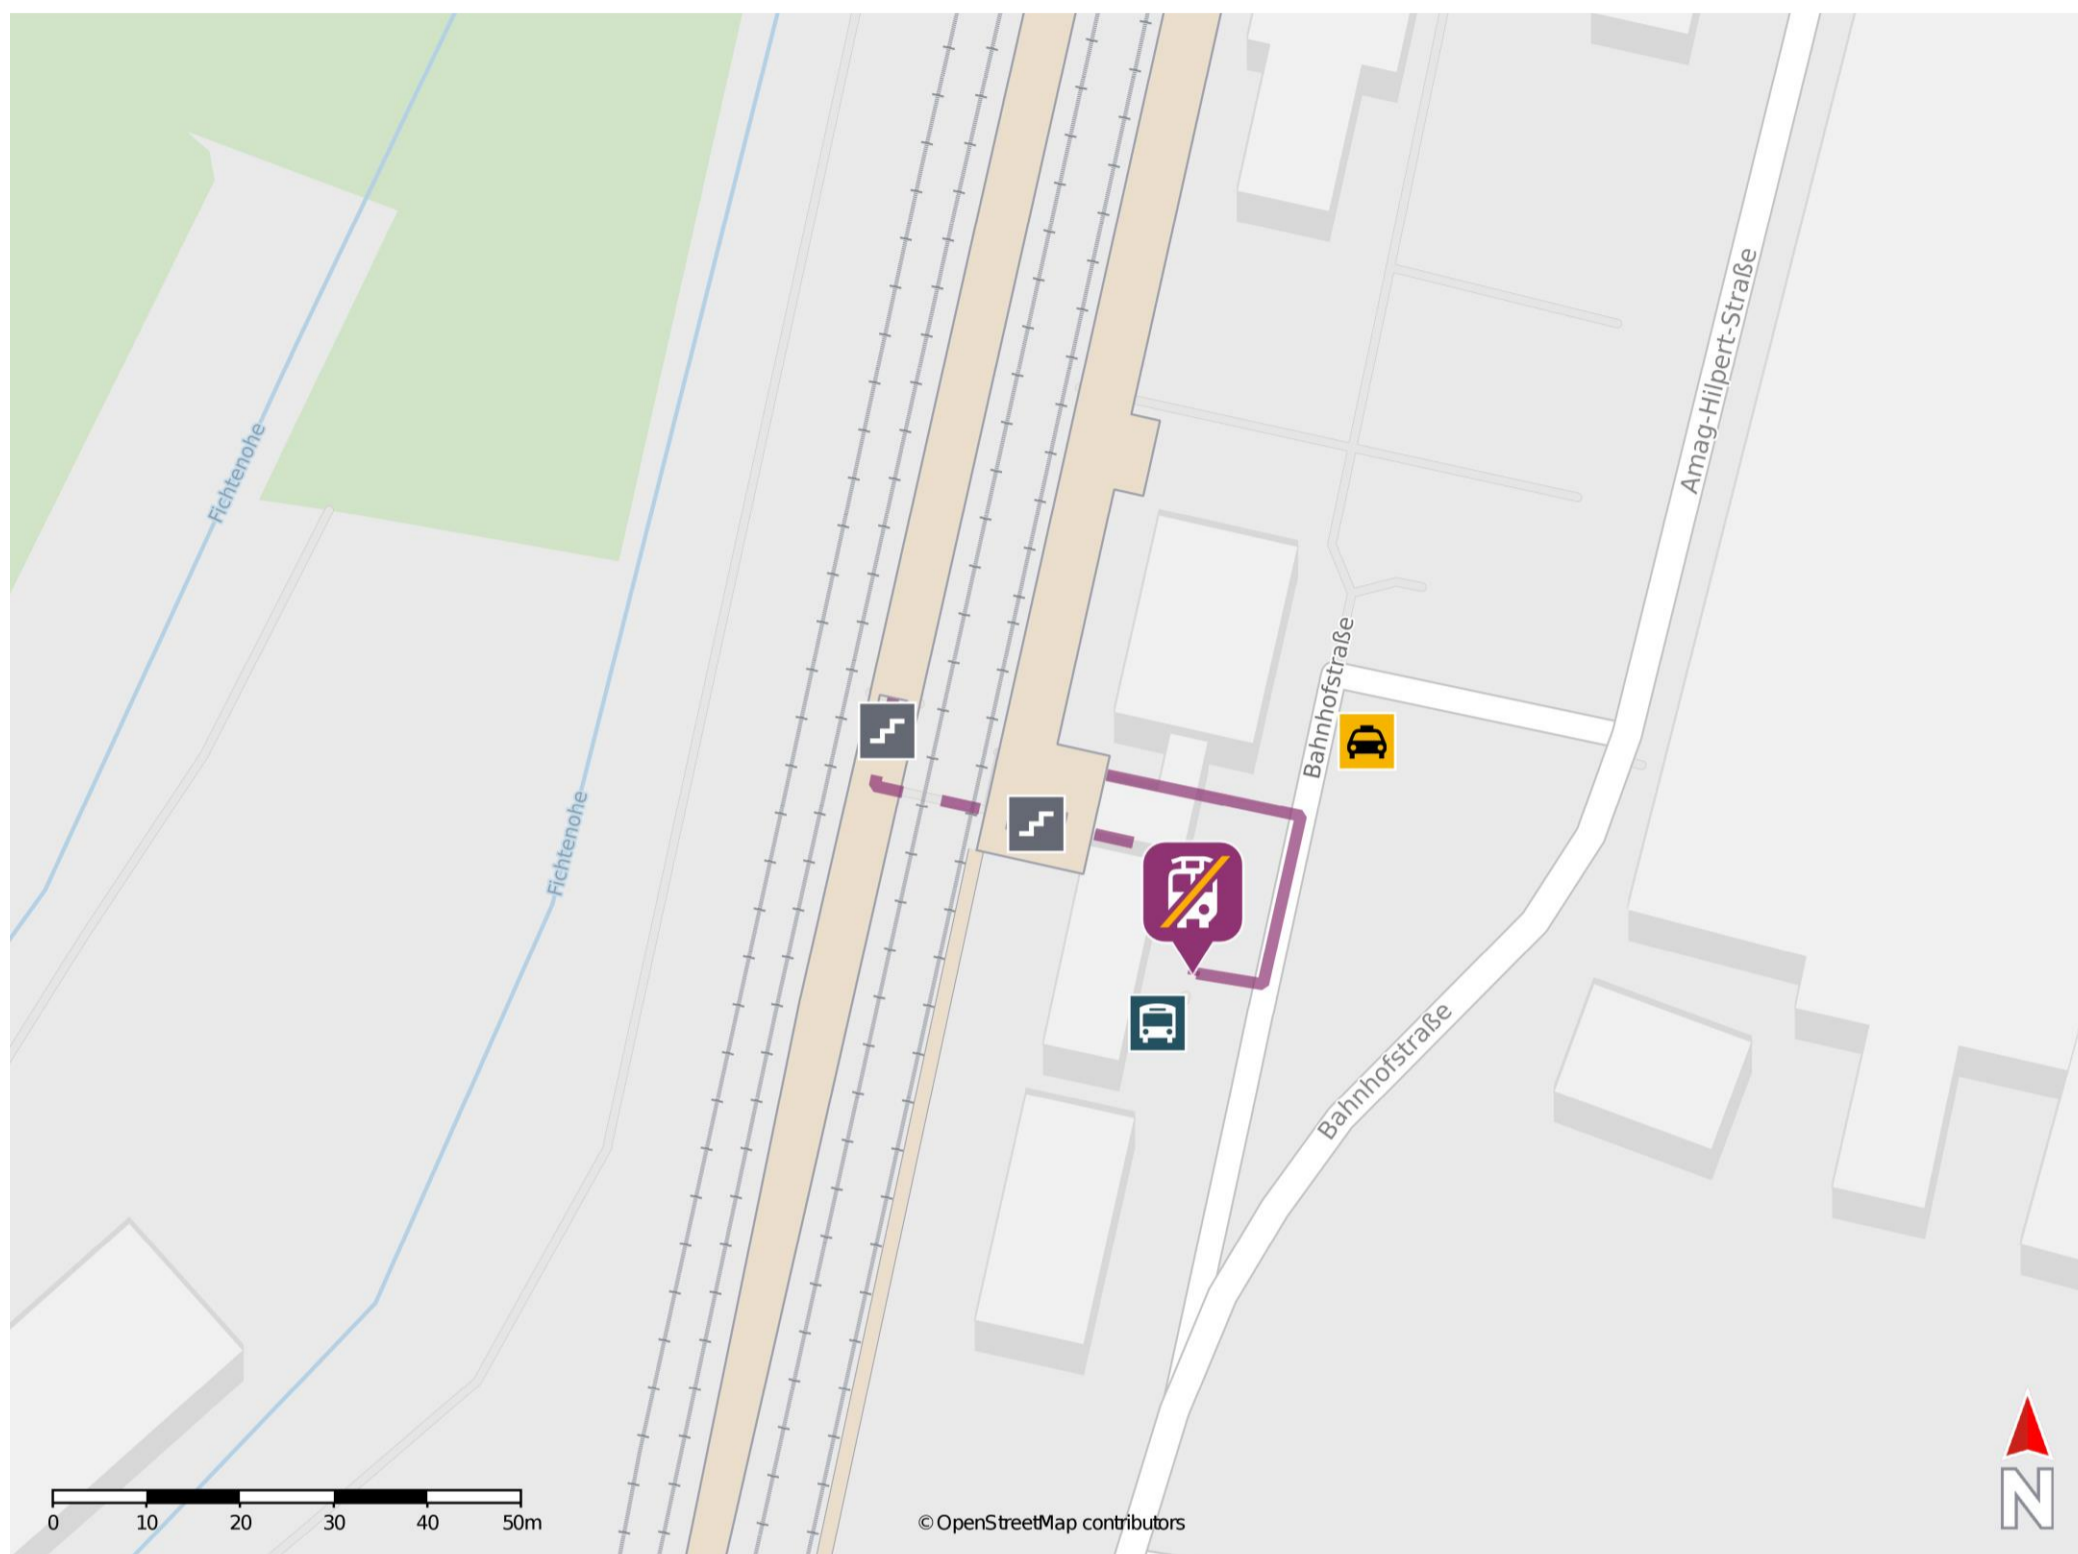 Amag-Hilpert-Straße
Fichtenohe
Bahnhofstraße
Fichtenohe
Bahnhofstraße
0 10 20 30 40 50m
© OpenStreetMap contributors
N